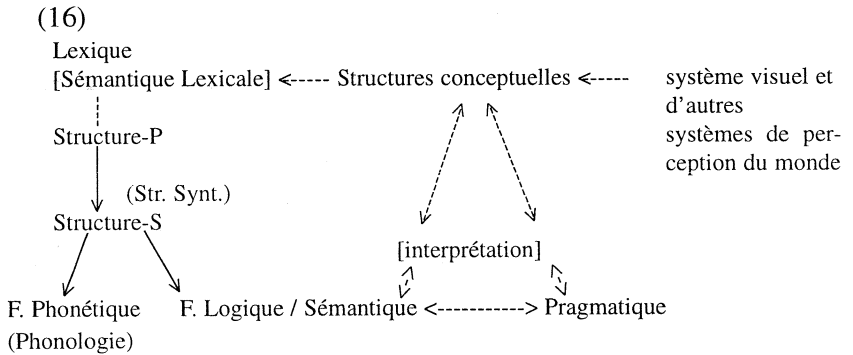 (16)
Lexique
[Sémantique Lexicale] <----- Structures conceptuelles <----- système visuel et
d'autres
Structure-P systèmes de per-
ception du monde
(Str. Synt.)
Structure-S
[interprétation]
F. Phonétique F. Logique / Sémantique <-----------> Pragmatique
(Phonologie)